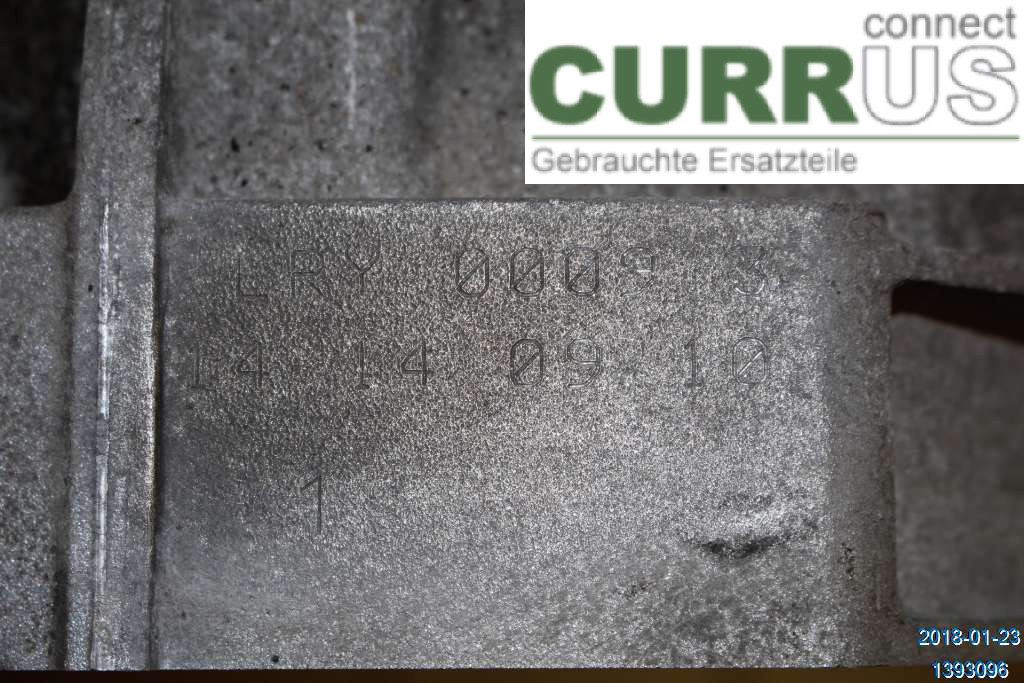 connect
CURRUS
Gebrauchte Ersatzteile
LRY 0009 3
14 14 09 10
1
2018-01-23
1393096